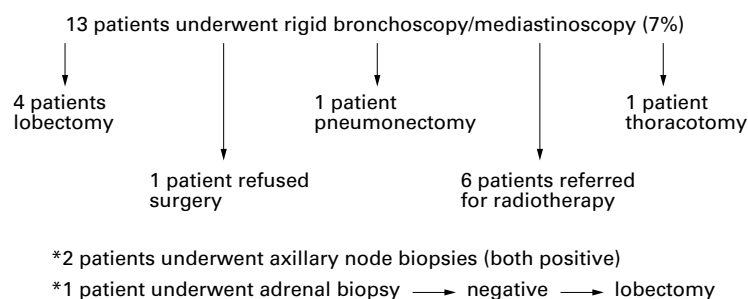 13 patients underwent rigid bronchoscopy/mediastinoscopy (7%)
4 patients
lobectomy
1 patient
pneumonectomy
1 patient
thoracotomy
1 patient refused
surgery
6 patients referred
for radiotherapy
*2 patients underwent axillary node biopsies (both positive)
*1 patient underwent adrenal biopsy → negative → lobectomy